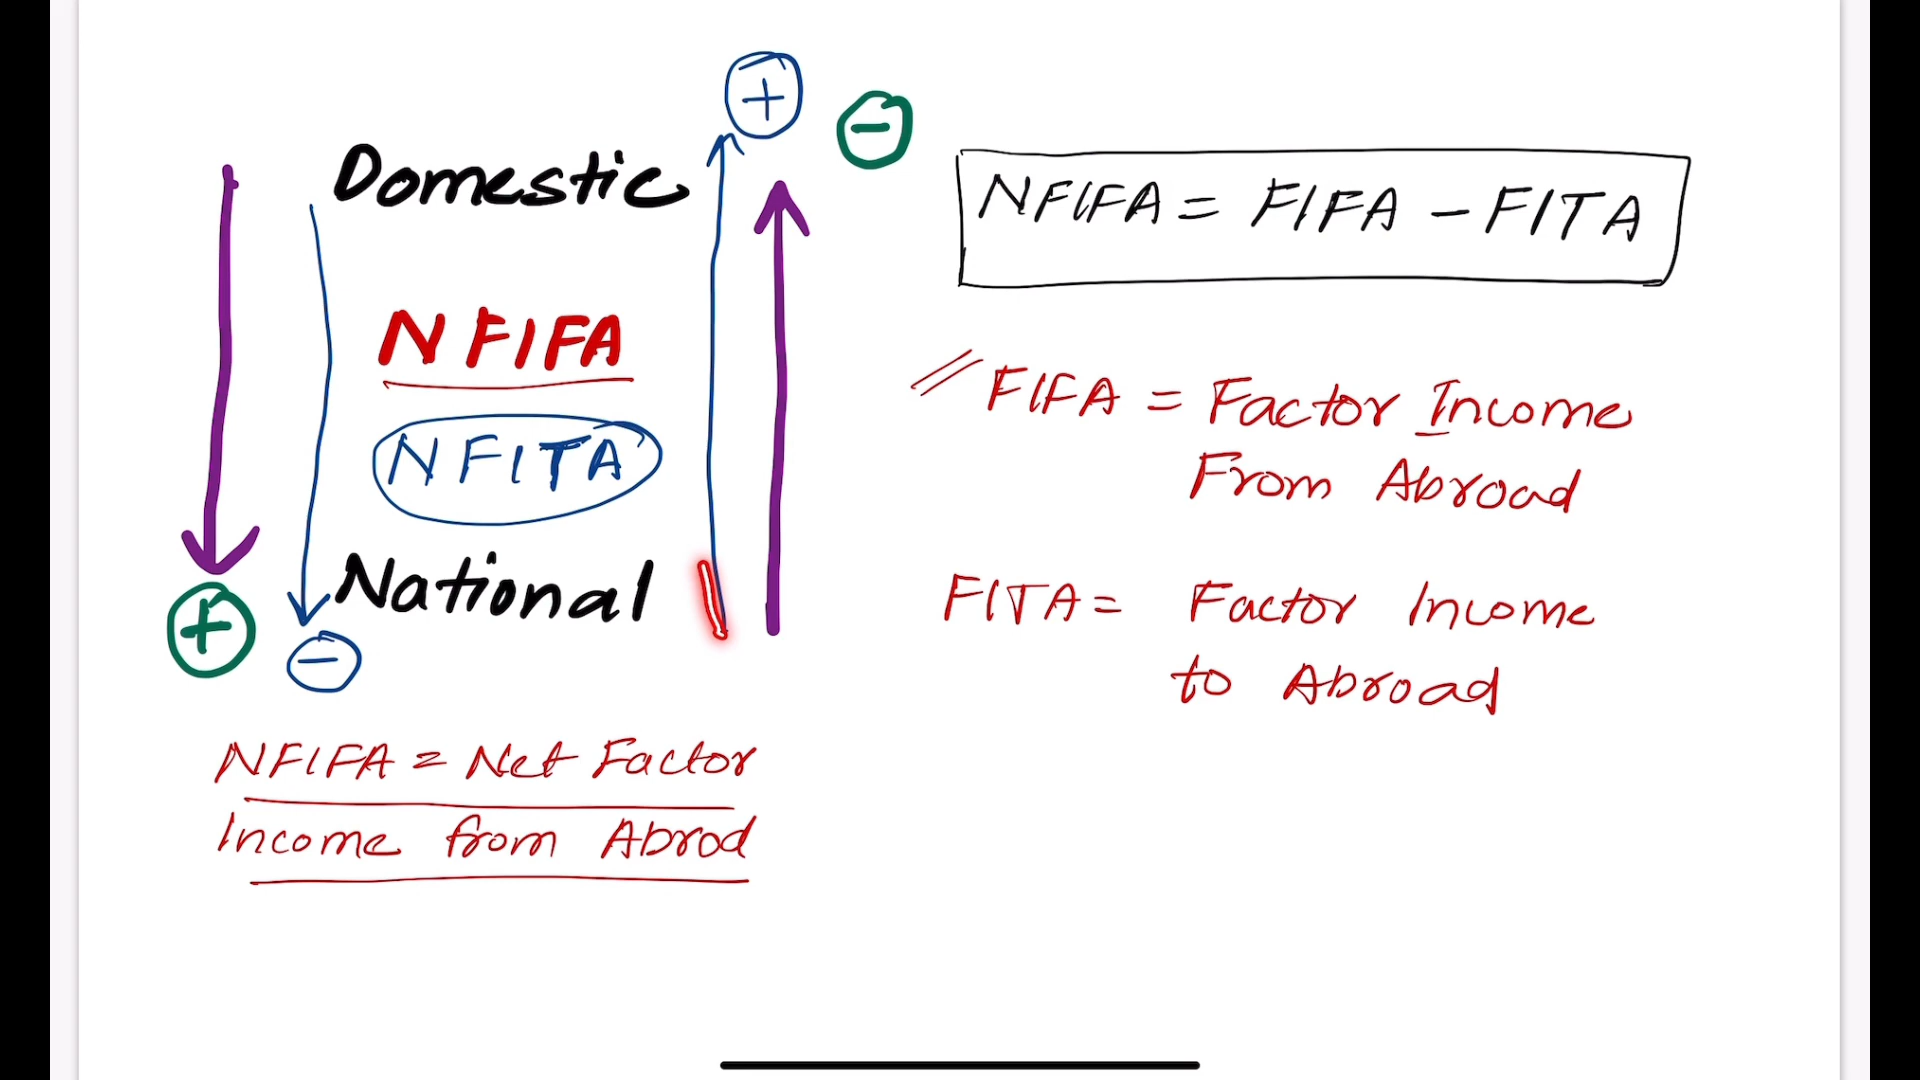 +
-
Domestic
NFIFA = FIFA - FITA
NFIFA
NFITA
National
+
-
// FIFA = Factor Income
From Abroad
FITA = Factor Income
to Abroad
NFIFA = Net Factor
Income from Abrod